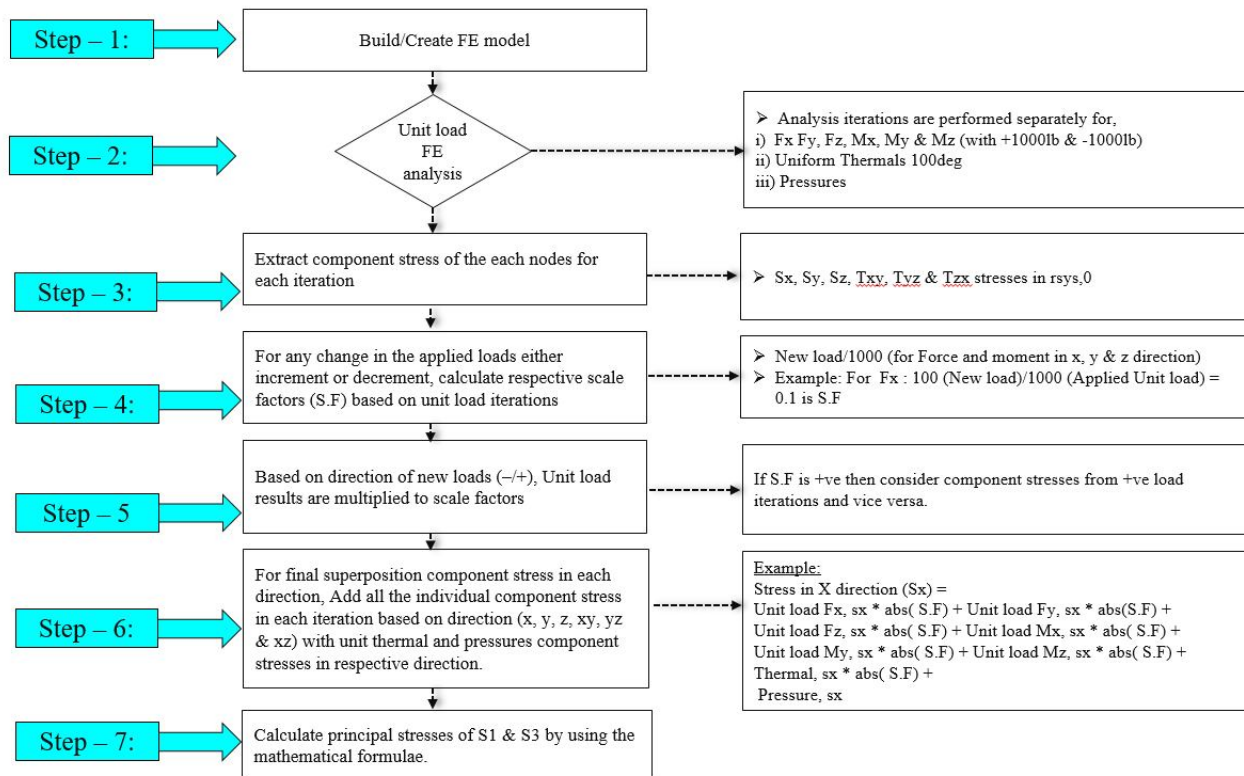 Step – 1:
Build/Create FE model
Step – 2:
Unit load
FE
analysis
➢ Analysis iterations are performed separately for,
i) Fx Fy, Fz, Mx, My & Mz (with +1000lb & -1000lb)
ii) Uniform Thermals 100deg
iii) Pressures
Step – 3:
Extract component stress of the each nodes for
each iteration
➢ Sx, Sy, Sz, Txy, Tyz & Tzx stresses in rsys,0
Step – 4:
For any change in the applied loads either
increment or decrement, calculate respective scale
factors (S.F) based on unit load iterations
➢ New load/1000 (for Force and moment in x, y & z direction)
➢ Example: For Fx : 100 (New load)/1000 (Applied Unit load) =
0.1 is S.F
Step – 5
Based on direction of new loads (–/+), Unit load
results are multiplied to scale factors
If S.F is +ve then consider component stresses from +ve load
iterations and vice versa.
Step – 6:
For final superposition component stress in each
direction, Add all the individual component stress
in each iteration based on direction (x, y, z, xy, yz
& xz) with unit thermal and pressures component
stresses in respective direction.
Example:
Stress in X direction (Sx) =
Unit load Fx, sx * abs( S.F) + Unit load Fy, sx * abs(S.F) +
Unit load Fz, sx * abs( S.F) + Unit load Mx, sx * abs( S.F) +
Unit load My, sx * abs( S.F) + Unit load Mz, sx * abs( S.F) +
Thermal, sx * abs( S.F) +
Pressure, sx
Step – 7:
Calculate principal stresses of S1 & S3 by using the
mathematical formulae.